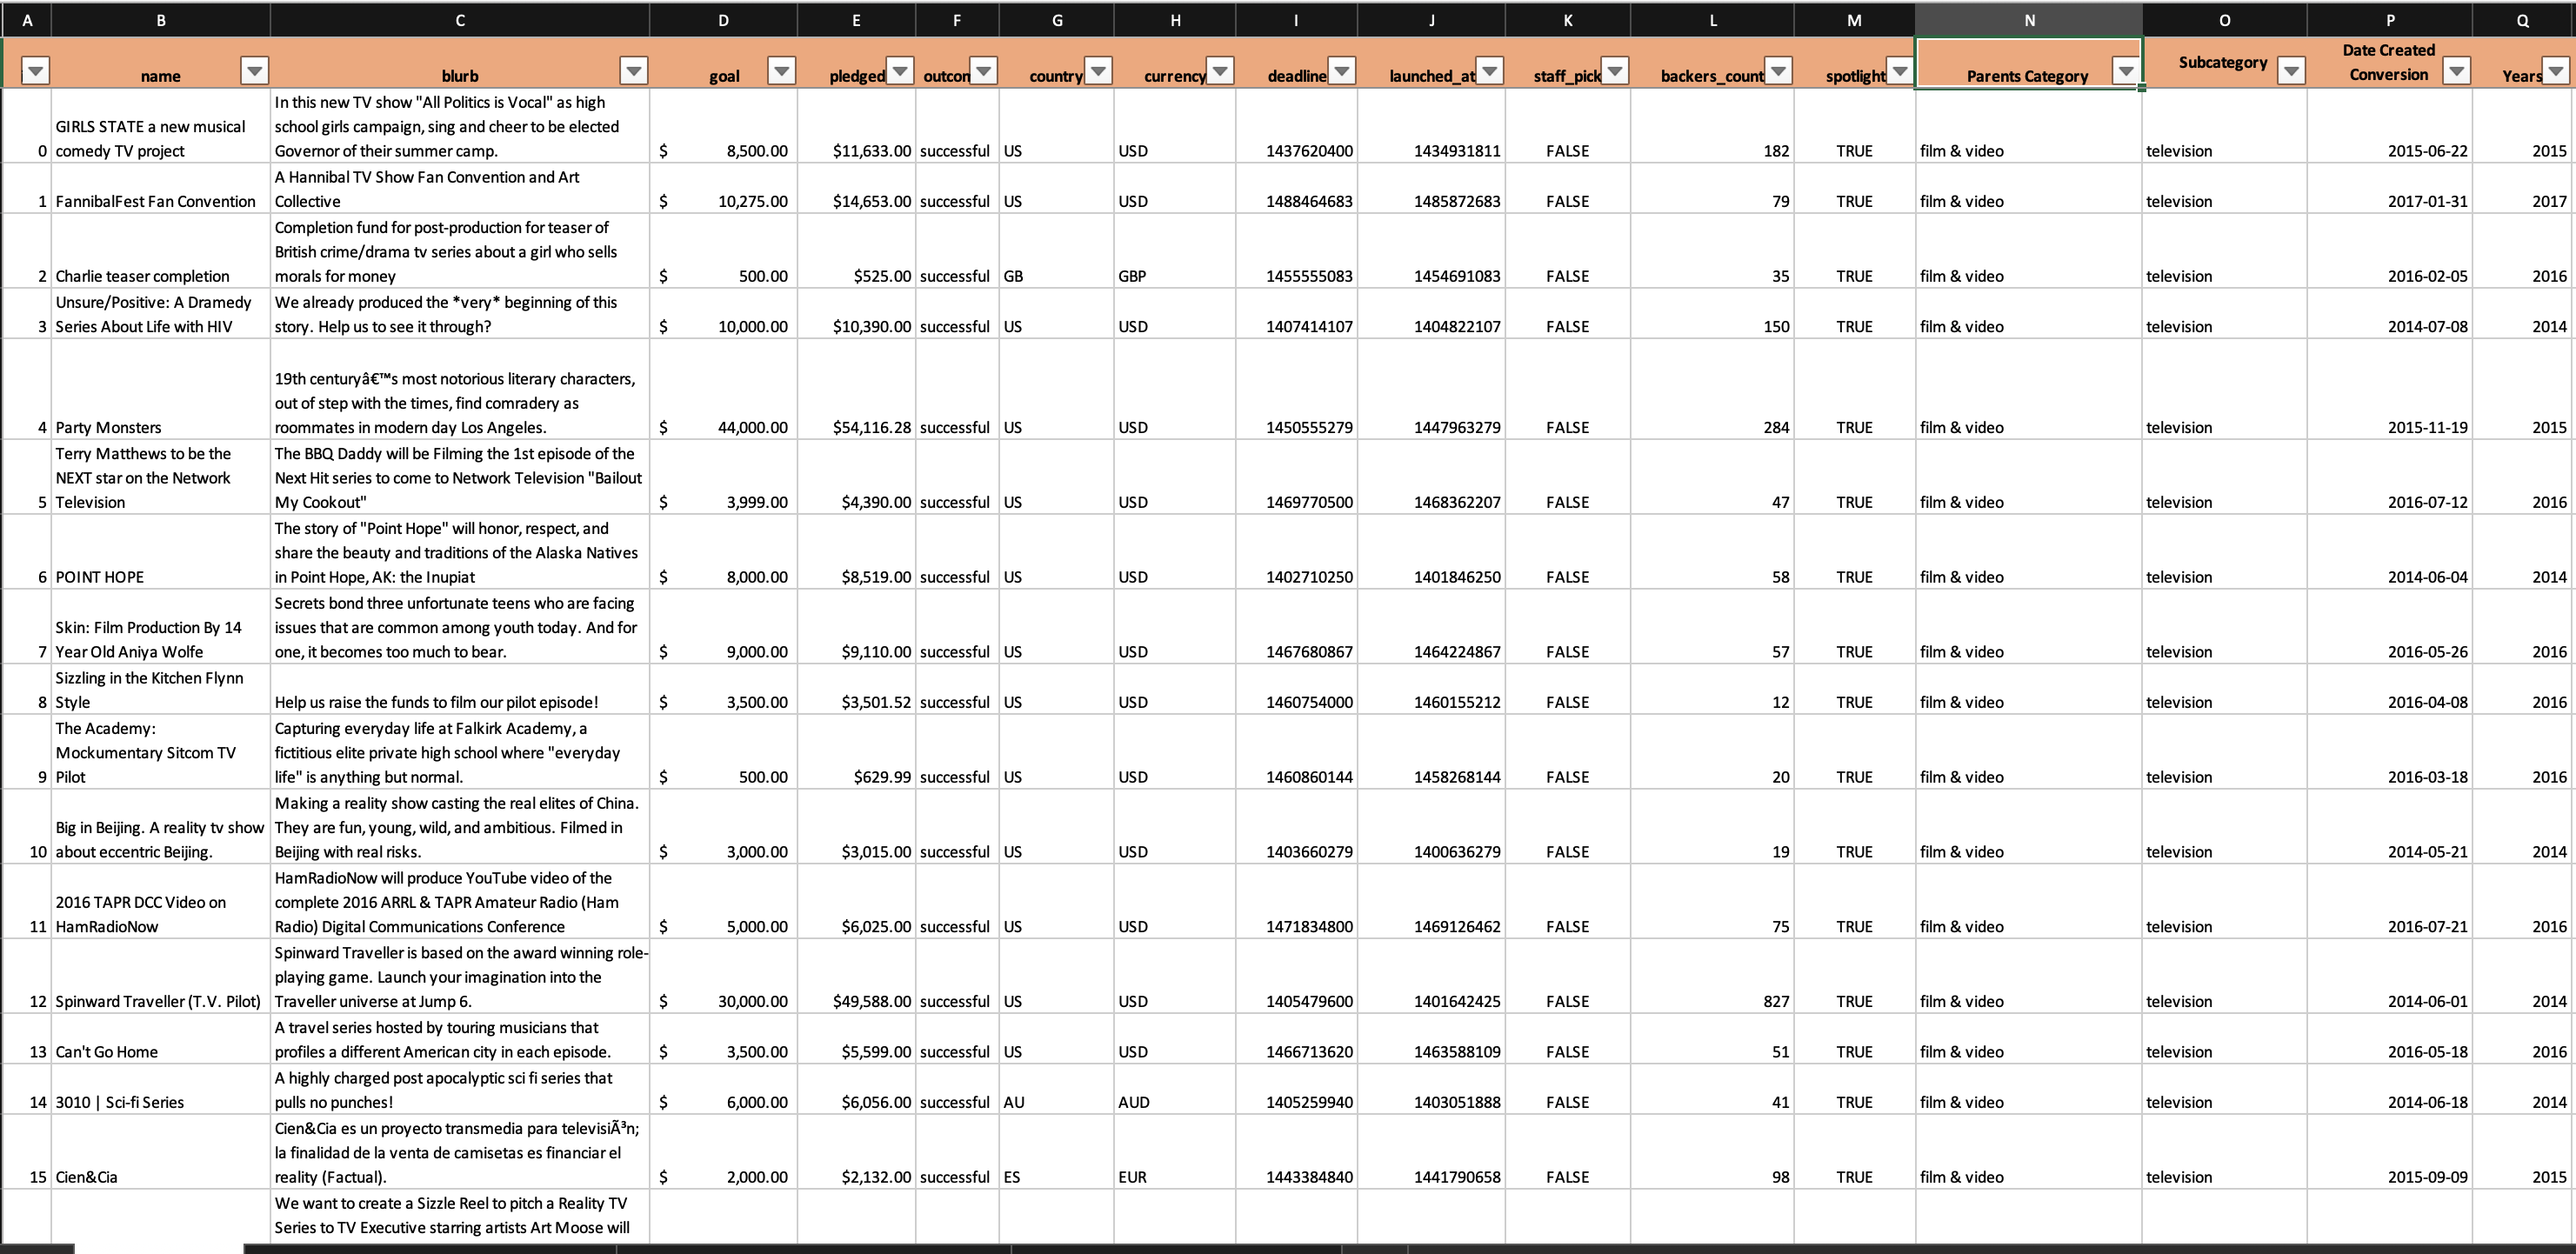 A B C D E F G H I J K L M N O P Q
name blurb goal pledged outcon country currency deadline launched_at staff_pick backers_count spotlight Parents Category Subcategory Date Created Conversion Years
0 GIRLS STATE a new musical comedy TV project In this new TV show "All Politics is Vocal" as high school girls campaign, sing and cheer to be elected Governor of their summer camp. $ 8,500.00 $11,633.00 successful US USD 1437620400 1434931811 FALSE 182 TRUE film & video television 2015-06-22 2015
1 FannibalFest Fan Convention A Hannibal TV Show Fan Convention and Art Collective $ 10,275.00 $14,653.00 successful US USD 1488464683 1485872683 FALSE 79 TRUE film & video television 2017-01-31 2017
2 Charlie teaser completion Completion fund for post-production for teaser of British crime/drama tv series about a girl who sells morals for money $ 500.00 $525.00 successful GB GBP 1455555083 1454691083 FALSE 35 TRUE film & video television 2016-02-05 2016
3 Unsure/Positive: A Dramedy Series About Life with HIV We already produced the *very* beginning of this story. Help us to see it through? $ 10,000.00 $10,390.00 successful US USD 1407414107 1404822107 FALSE 150 TRUE film & video television 2014-07-08 2014
4 Party Monsters 19th centuryâ€™s most notorious literary characters, out of step with the times, find comradery as roommates in modern day Los Angeles. $ 44,000.00 $54,116.28 successful US USD 1450555279 1447963279 FALSE 284 TRUE film & video television 2015-11-19 2015
5 Terry Matthews to be the NEXT star on the Network Television The BBQ Daddy will be Filming the 1st episode of the Next Hit series to come to Network Television "Bailout My Cookout" $ 3,999.00 $4,390.00 successful US USD 1469770500 1468362207 FALSE 47 TRUE film & video television 2016-07-12 2016
6 POINT HOPE The story of "Point Hope" will honor, respect, and share the beauty and traditions of the Alaska Natives in Point Hope, AK: the Inupiat $ 8,000.00 $8,519.00 successful US USD 1402710250 1401846250 FALSE 58 TRUE film & video television 2014-06-04 2014
7 Skin: Film Production By 14 Year Old Aniya Wolfe Secrets bond three unfortunate teens who are facing issues that are common among youth today. And for one, it becomes too much to bear. $ 9,000.00 $9,110.00 successful US USD 1467680867 1464224867 FALSE 57 TRUE film & video television 2016-05-26 2016
8 Sizzling in the Kitchen Flynn Style Help us raise the funds to film our pilot episode! $ 3,500.00 $3,501.52 successful US USD 1460754000 1460155212 FALSE 12 TRUE film & video television 2016-04-08 2016
9 The Academy: Mockumentary Sitcom TV Pilot Capturing everyday life at Falkirk Academy, a fictitious elite private high school where "everyday life" is anything but normal. $ 500.00 $629.99 successful US USD 1460860144 1458268144 FALSE 20 TRUE film & video television 2016-03-18 2016
10 Big in Beijing. A reality tv show about eccentric Beijing. Making a reality show casting the real elites of China. They are fun, young, wild, and ambitious. Filmed in Beijing with real risks. $ 3,000.00 $3,015.00 successful US USD 1403660279 1400636279 FALSE 19 TRUE film & video television 2014-05-21 2014
11 2016 TAPR DCC Video on HamRadioNow HamRadioNow will produce YouTube video of the complete 2016 ARRL & TAPR Amateur Radio (Ham Radio) Digital Communications Conference $ 5,000.00 $6,025.00 successful US USD 1471834800 1469126462 FALSE 75 TRUE film & video television 2016-07-21 2016
12 Spinward Traveller (T.V. Pilot) Spinward Traveller is based on the award winning role-playing game. Launch your imagination into the Traveller universe at Jump 6. $ 30,000.00 $49,588.00 successful US USD 1405479600 1401642425 FALSE 827 TRUE film & video television 2014-06-01 2014
13 Can't Go Home A travel series hosted by touring musicians that profiles a different American city in each episode. $ 3,500.00 $5,599.00 successful US USD 1466713620 1463588109 FALSE 51 TRUE film & video television 2016-05-18 2016
14 3010 | Sci-fi Series A highly charged post apocalyptic sci fi series that pulls no punches! $ 6,000.00 $6,056.00 successful AU AUD 1405259940 1403051888 FALSE 41 TRUE film & video television 2014-06-18 2014
15 Cien&Cia Cien&Cia es un proyecto transmedia para televisiÃ³n; la finalidad de la venta de camisetas es financiar el reality (Factual). $ 2,000.00 $2,132.00 successful ES EUR 1443384840 1441790658 FALSE 98 TRUE film & video television 2015-09-09 2015
We want to create a Sizzle Reel to pitch a Reality TV Series to TV Executive starring artists Art Moose will